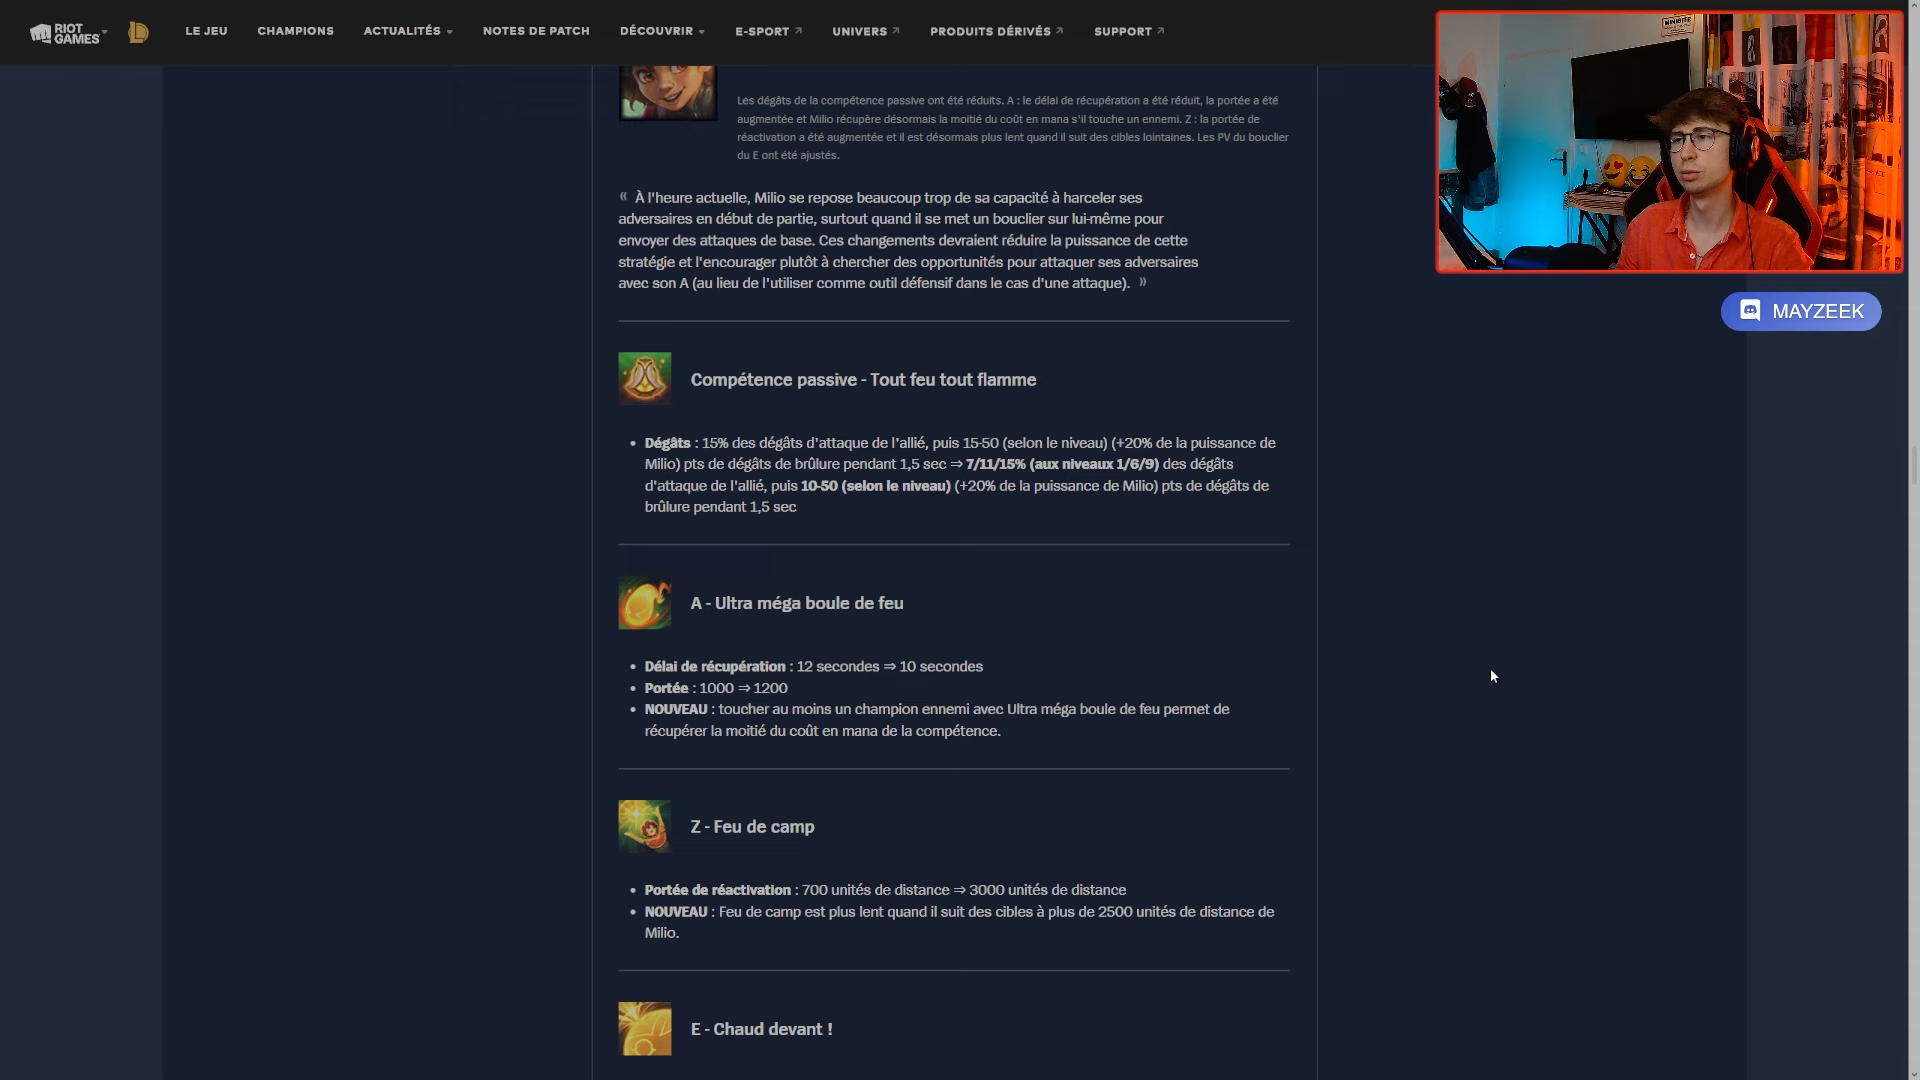 RIOT GAMES
LE JEU
CHAMPIONS
ACTUALITÉS
NOTES DE PATCH
DÉCOUVRIR
E-SPORT
UNIVERS
PRODUITS DÉRIVÉS
SUPPORT
MAYZEEK
Les dégâts de la compétence passive ont été réduits. A : le délai de récupération a été réduit, la portée a été
augmentée et Milio récupère désormais la moitié du coût en mana s'il touche un ennemi. Z : la portée de
réactivation a été augmentée et il est désormais plus lent quand il suit des cibles lointaines. Les PV du bouclier
du E ont été ajustés.
« À l'heure actuelle, Milio se repose beaucoup trop de sa capacité à harceler ses
adversaires en début de partie, surtout quand il se met un bouclier sur lui-même pour
envoyer des attaques de base. Ces changements devraient réduire la puissance de cette
stratégie et l'encourager plutôt à chercher des opportunités pour attaquer ses adversaires
avec son A (au lieu de l'utiliser comme outil défensif dans le cas d'une attaque). »
Compétence passive - Tout feu tout flamme
• Dégâts : 15% des dégâts d'attaque de l'allié, puis 15-50 (selon le niveau) (+20% de la puissance de
Milio) pts de dégâts de brûlure pendant 1,5 sec ⇒ 7/11/15% (aux niveaux 1/6/9) des dégâts
d'attaque de l'allié, puis 10-50 (selon le niveau) (+20% de la puissance de Milio) pts de dégâts de
brûlure pendant 1,5 sec
A - Ultra méga boule de feu
• Délai de récupération : 12 secondes ⇒ 10 secondes
• Portée : 1000 ⇒ 1200
• NOUVEAU : toucher au moins un champion ennemi avec Ultra méga boule de feu permet de
récupérer la moitié du coût en mana de la compétence.
Z - Feu de camp
• Portée de réactivation : 700 unités de distance ⇒ 3000 unités de distance
• NOUVEAU : Feu de camp est plus lent quand il suit des cibles à plus de 2500 unités de distance de
Milio.
E - Chaud devant !